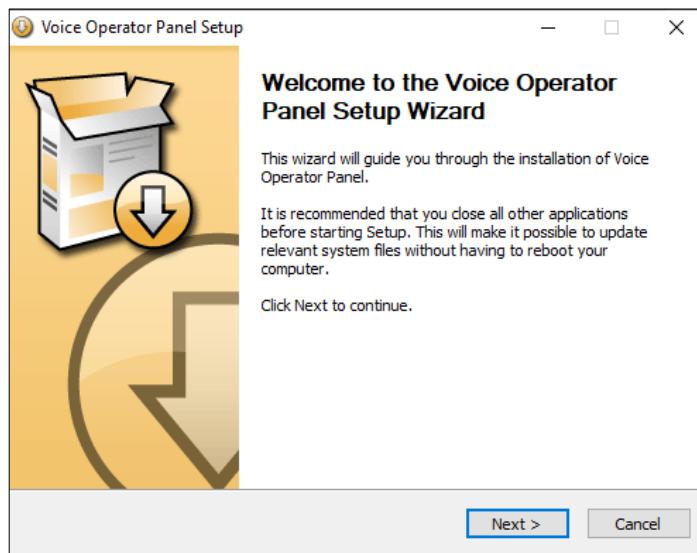 Voice Operator Panel Setup
Welcome to the Voice Operator
Panel Setup Wizard
This wizard will guide you through the installation of Voice
Operator Panel.
It is recommended that you close all other applications
before starting Setup. This will make it possible to update
relevant system files without having to reboot your
computer.
Click Next to continue.
Next >
Cancel